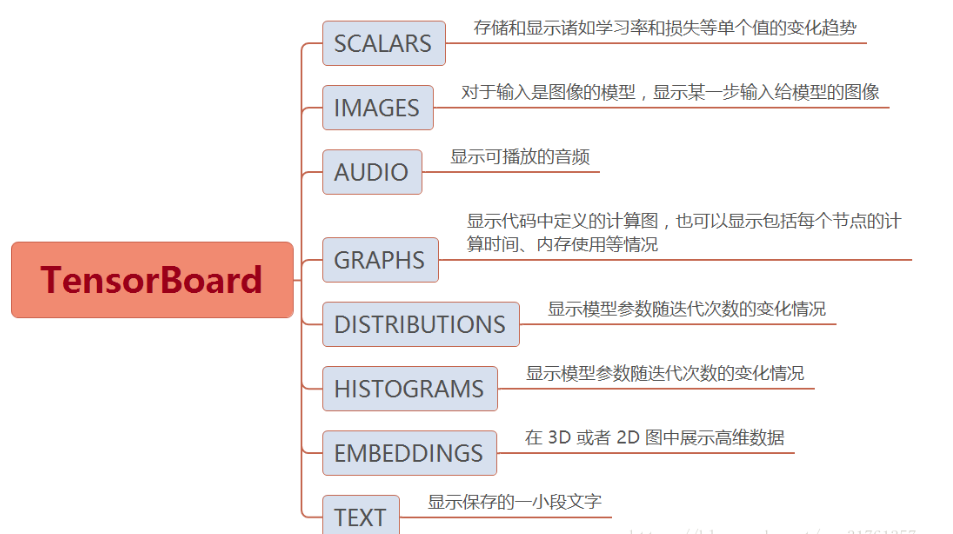 SCALARS
存储和显示诸如学习率和损失等单个值的变化趋势
IMAGES
对于输入是图像的模型，显示某一步输入给模型的图像
AUDIO
显示可播放的音频
GRAPHS
显示代码中定义的计算图，也可以显示包括每个节点的计
算时间、内存使用等情况
TensorBoard
DISTRIBUTIONS
显示模型参数随迭代次数的变化情况
HISTOGRAMS
显示模型参数随迭代次数的变化情况
EMBEDDINGS
在 3D 或者 2D 图中展示高维数据
TEXT
显示保存的一小段文字